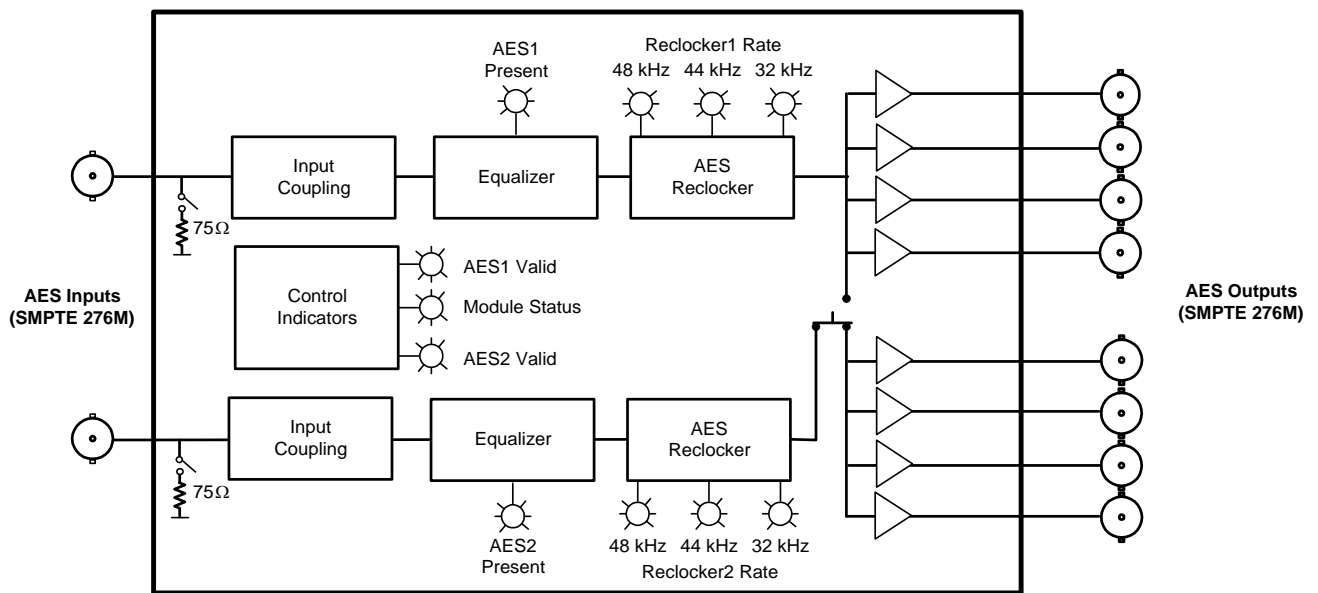 AES1
Present
Reclocker1 Rate
48 kHz 44 kHz 32 kHz
Input
Coupling
Equalizer
AES
Reclocker
75Ω
AES Inputs
(SMPTE 276M)
Control
Indicators
AES1 Valid
Module Status
AES2 Valid
AES Outputs
(SMPTE 276M)
Input
Coupling
Equalizer
AES
Reclocker
75Ω
AES2
Present
48 kHz 44 kHz 32 kHz
Reclocker2 Rate